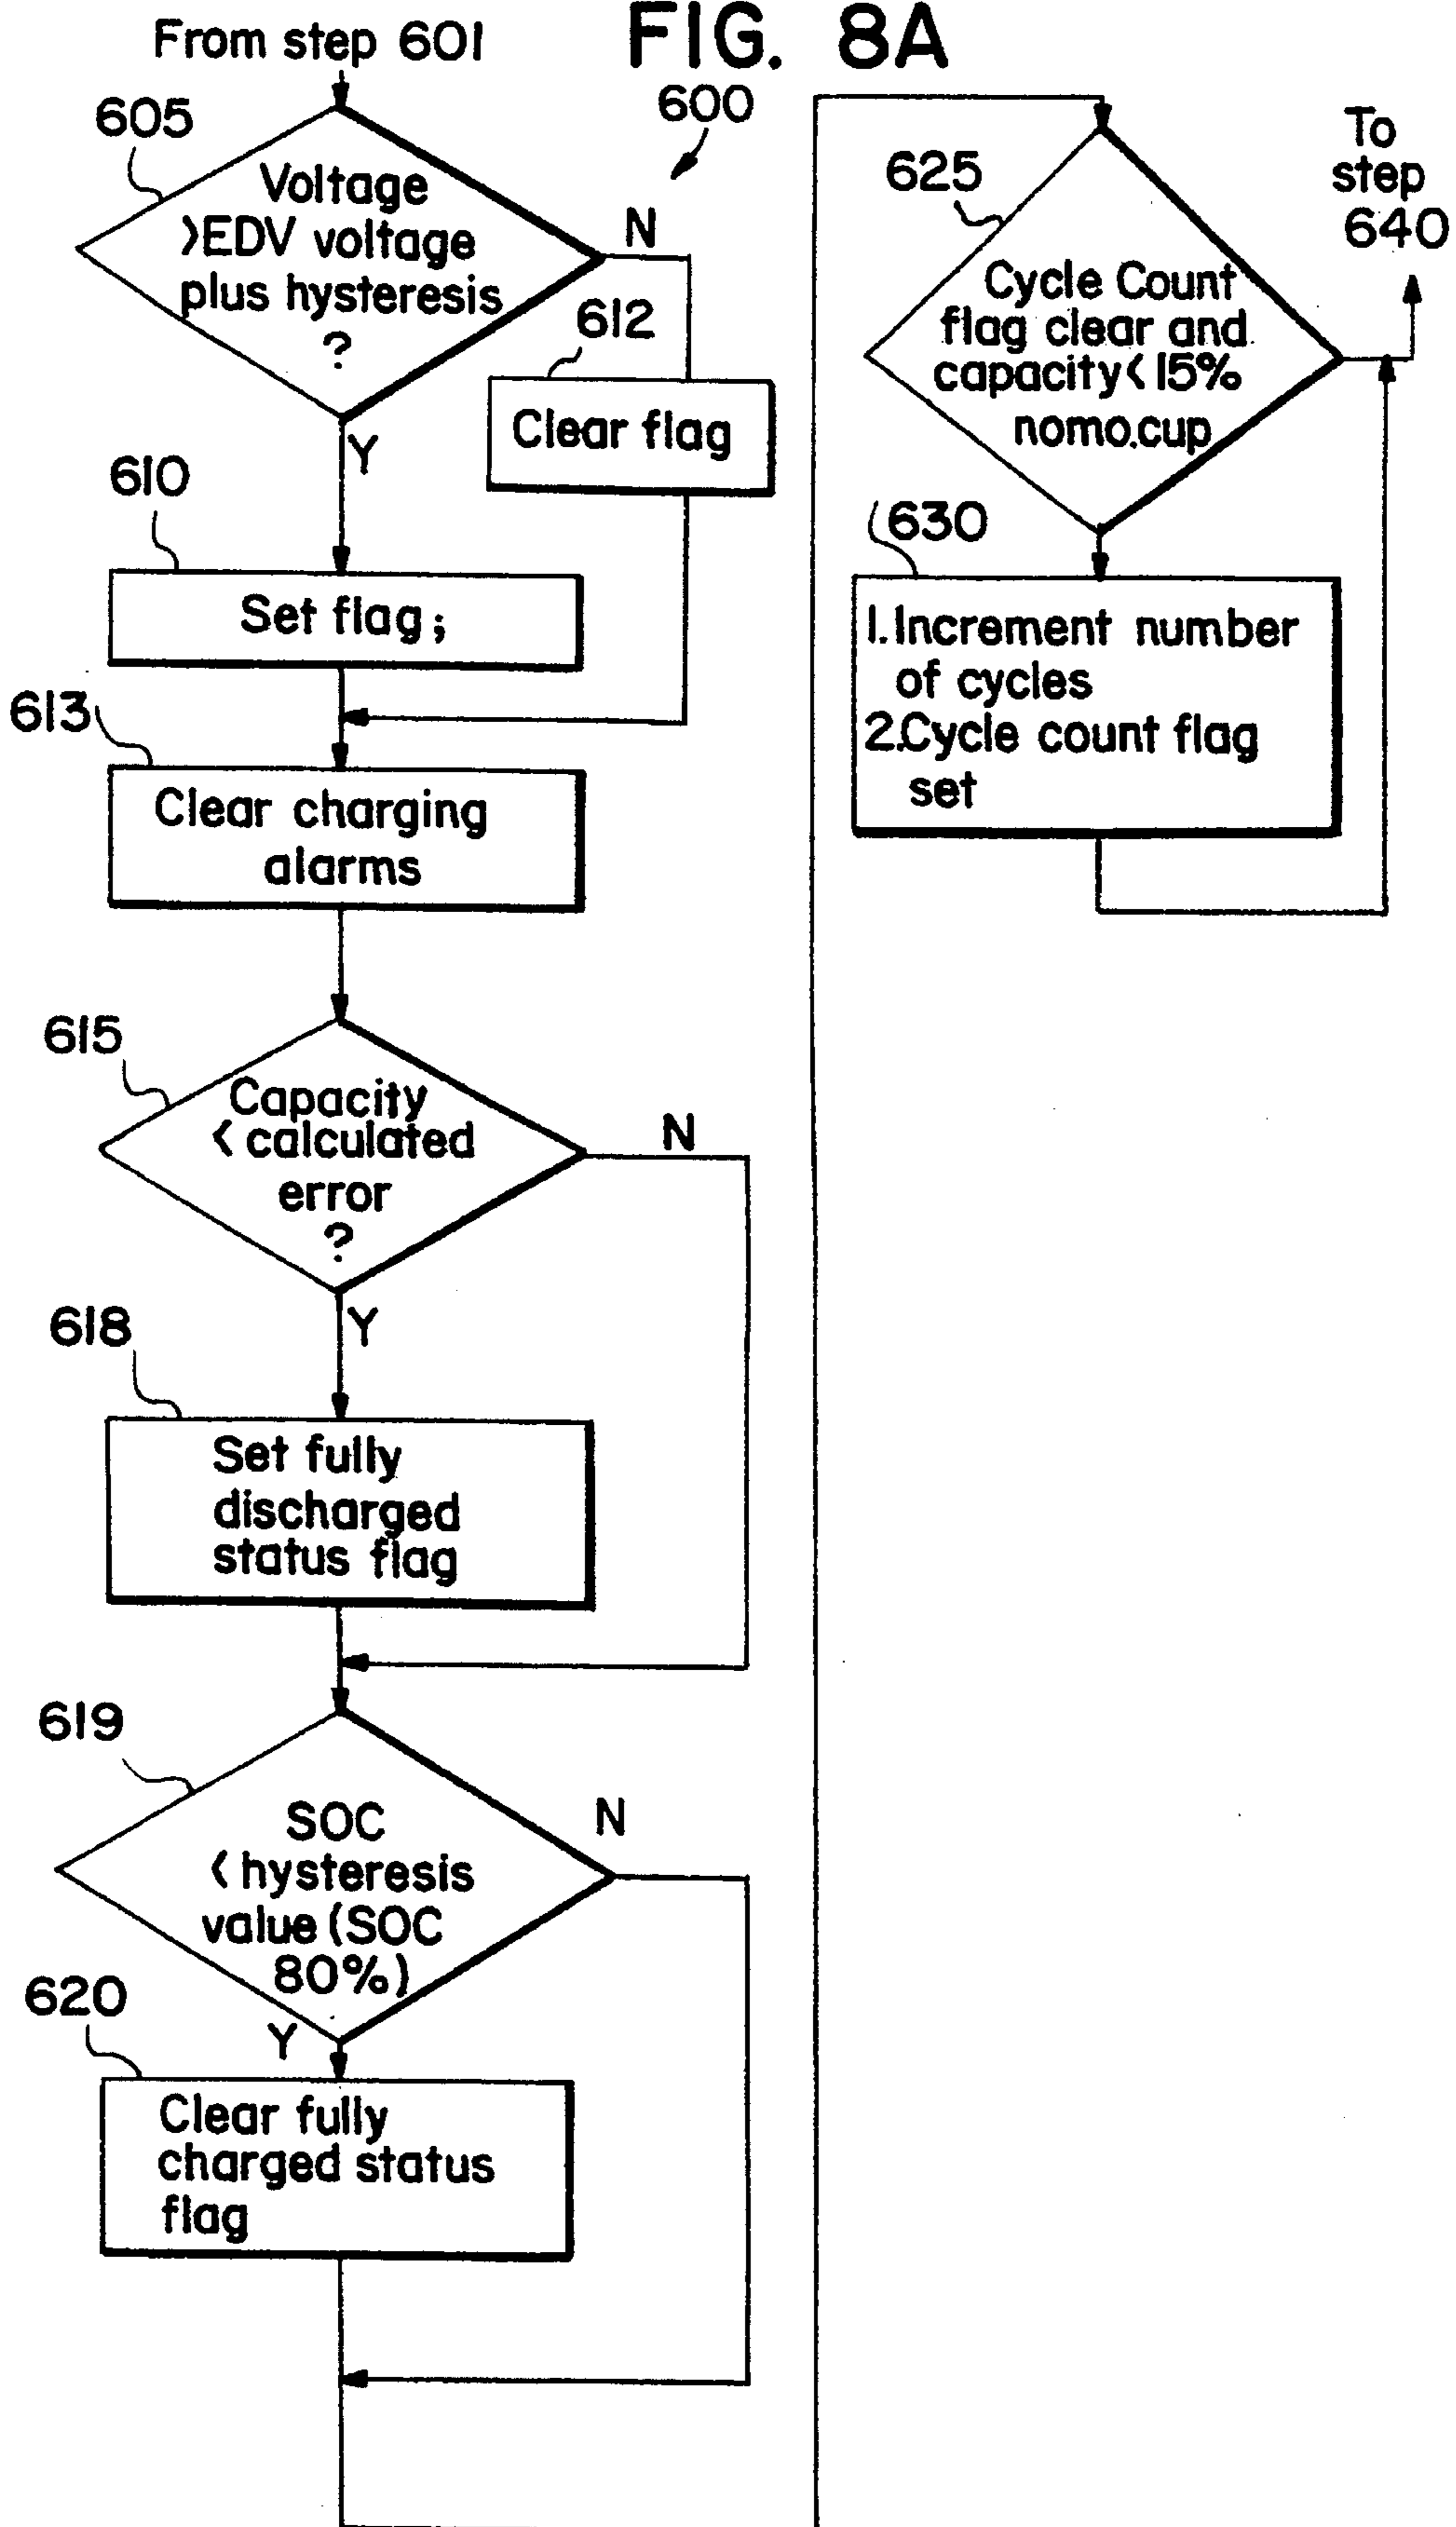 FIG. 8A
From step 601
600
605
Voltage
>EDV voltage
plus hysteresis
?
N
Y
612
Clear flag
610
Set flag;
613
Clear charging
alarms
615
Capacity
< calculated
error
?
N
Y
618
Set fully
discharged
status flag
619
SOC
< hysteresis
value (SOC
80%)
N
Y
620
Clear fully
charged status
flag
625
Cycle Count
flag clear and
capacity < 15%
nomo.cup
To
step
640
630
1. Increment number
of cycles
2. Cycle count flag
set